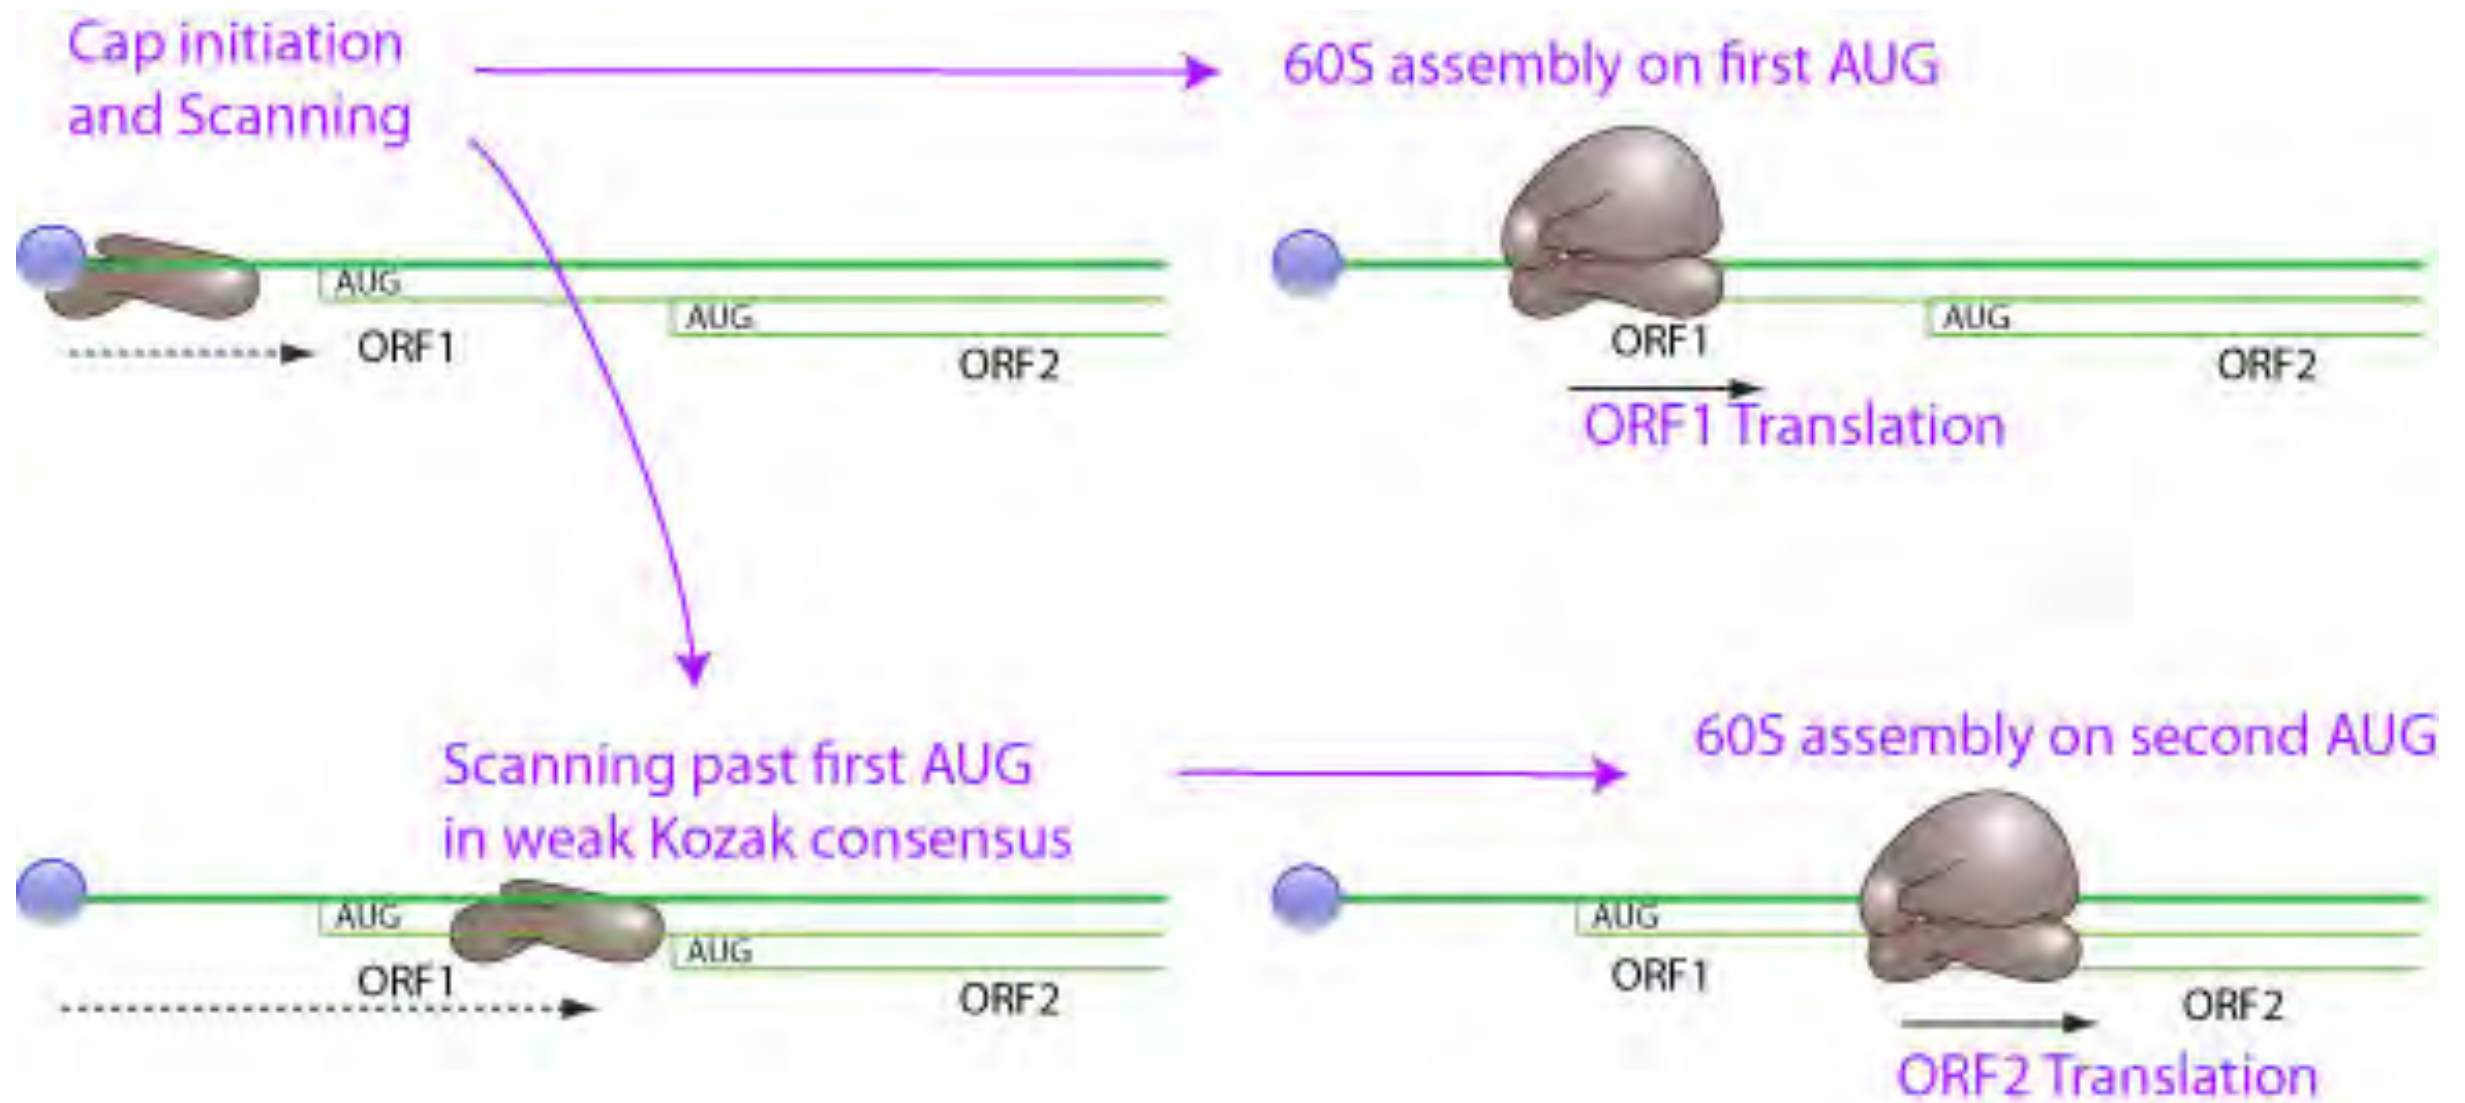 Cap initiation
and Scanning
60S assembly on first AUG
AUG
AUG
ORF1
ORF2
AUG
ORF1
ORF2
ORF1 Translation
Scanning past first AUG
in weak Kozak consensus
60S assembly on second AUG
AUG
AUG
ORF1
ORF2
AUG
ORF1
ORF2
ORF2 Translation